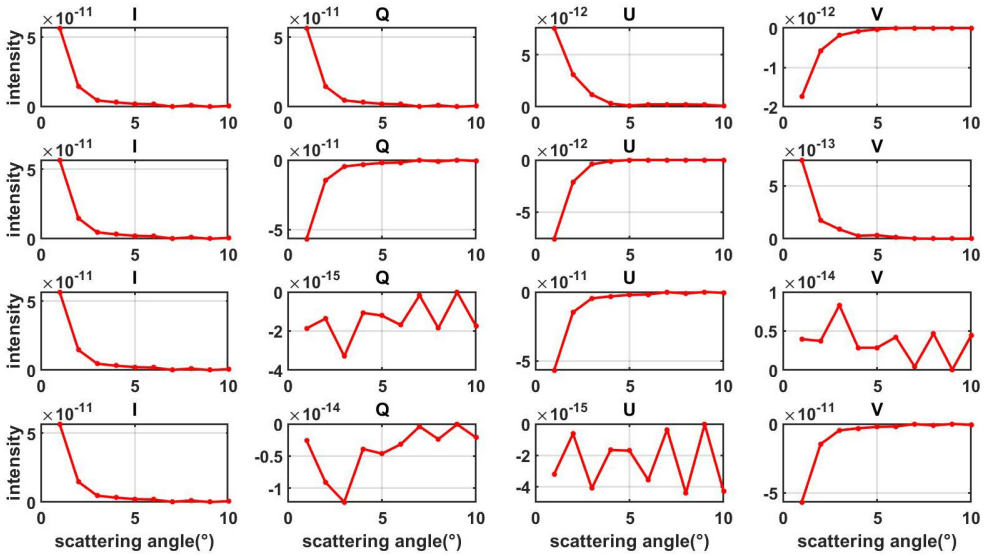 ×10⁻¹¹ I ×10⁻¹¹ Q ×10⁻¹² U ×10⁻¹² V
intensity
5 5 5 0
-1
0 0 0 -2
0 5 10 0 5 10 0 5 10 0 5 10
×10⁻¹¹ I ×10⁻¹¹ Q ×10⁻¹² U ×10⁻¹³ V
intensity
5 0 0 5
0 -5 -5 0
0 5 10 0 5 10 0 5 10 0 5 10
×10⁻¹¹ I ×10⁻¹⁵ Q ×10⁻¹¹ U ×10⁻¹⁴ V
intensity
5 0 0 1
-2 0.5
0 -4 -5 0
0 5 10 0 5 10 0 5 10 0 5 10
×10⁻¹¹ I ×10⁻¹⁴ Q ×10⁻¹⁵ U ×10⁻¹¹ V
intensity
5 0 0 0
-0.5 -2
0 -1 -4 -5
0 5 10 0 5 10 0 5 10 0 5 10
scattering angle(°) scattering angle(°) scattering angle(°) scattering angle(°)